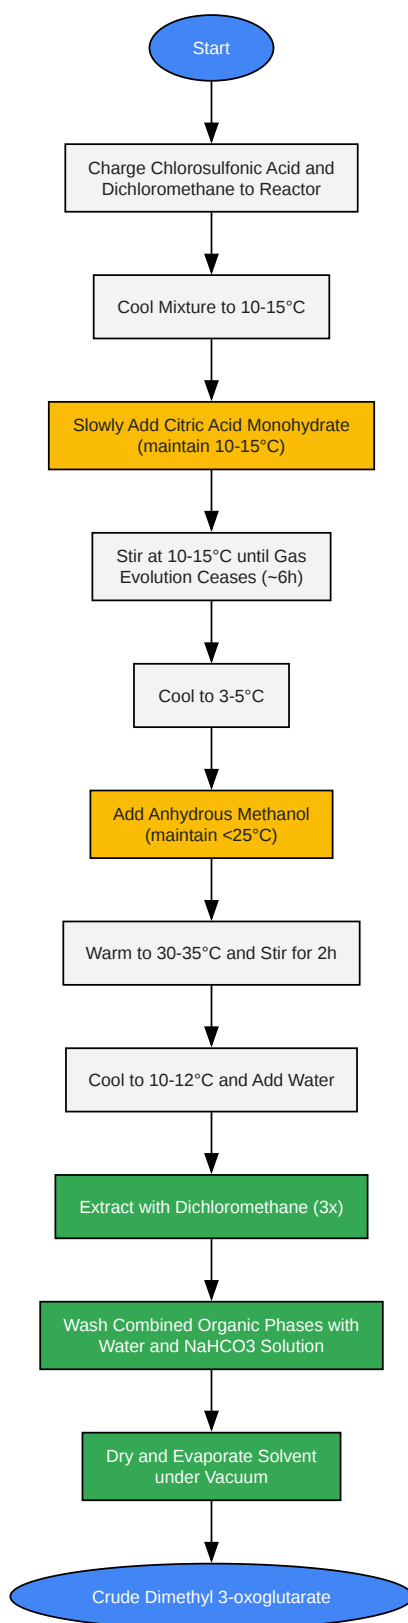 Start
Charge Chlorosulfonic Acid and
Dichloromethane to Reactor
Cool Mixture to 10-15°C
Slowly Add Citric Acid Monohydrate
(maintain 10-15°C)
Stir at 10-15°C until Gas
Evolution Ceases (~6h)
Cool to 3-5°C
Add Anhydrous Methanol
(maintain <25°C)
Warm to 30-35°C and Stir for 2h
Cool to 10-12°C and Add Water
Extract with Dichloromethane (3x)
Wash Combined Organic Phases with
Water and NaHCO3 Solution
Dry and Evaporate Solvent
under Vacuum
Crude Dimethyl 3-oxoglutarate